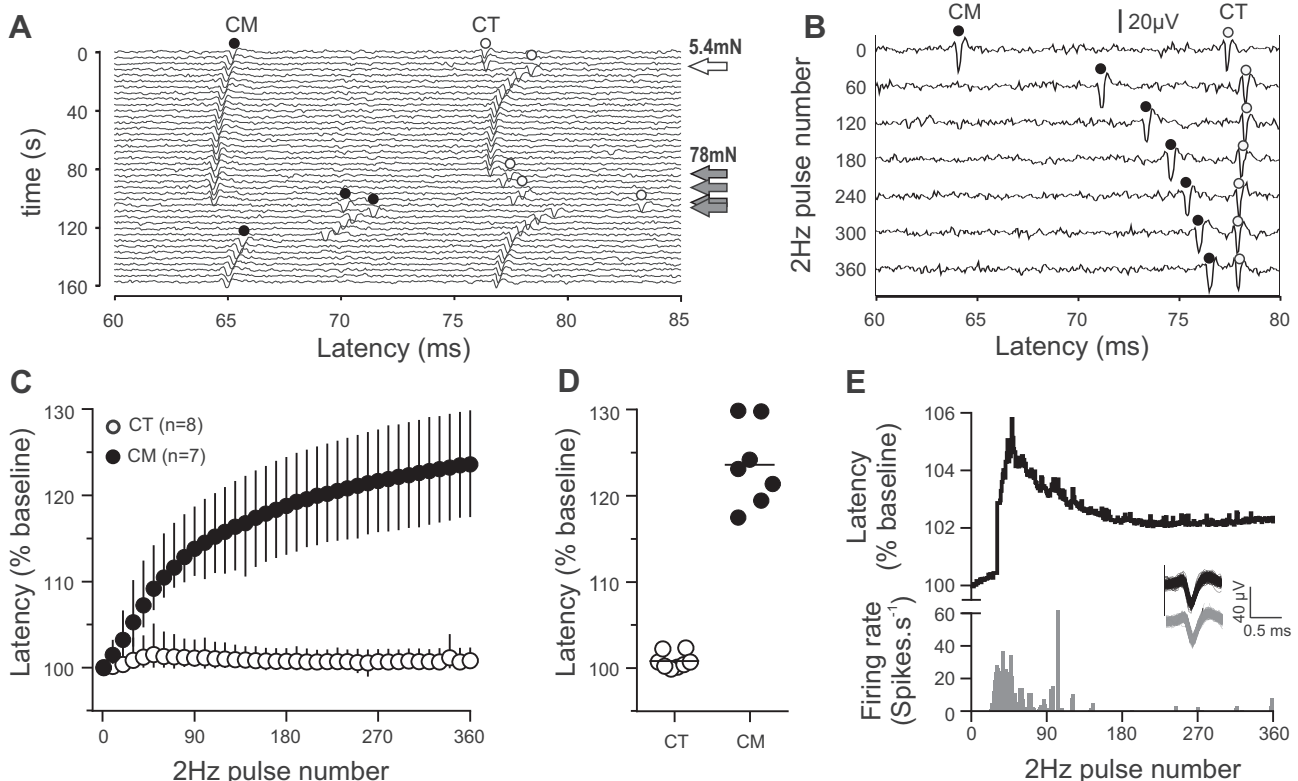 A
CM
CT
0
40
80
120
160
time (s)
60
65
70
75
80
85
Latency (ms)
5.4mN
78mN
B
CM
20µV
CT
0
60
120
180
240
300
360
2Hz pulse number
60
65
70
75
80
Latency (ms)
C
130
120
110
100
Latency (% baseline)
CT (n=8)
CM (n=7)
0
90
180
270
360
2Hz pulse number
D
130
120
110
100
Latency (% baseline)
CT
CM
E
106
104
102
100
Latency
(% baseline)
60
40
20
0
Firing rate
(Spikes.s-1)
40 µV
0.5 ms
0
90
180
270
360
2Hz pulse number